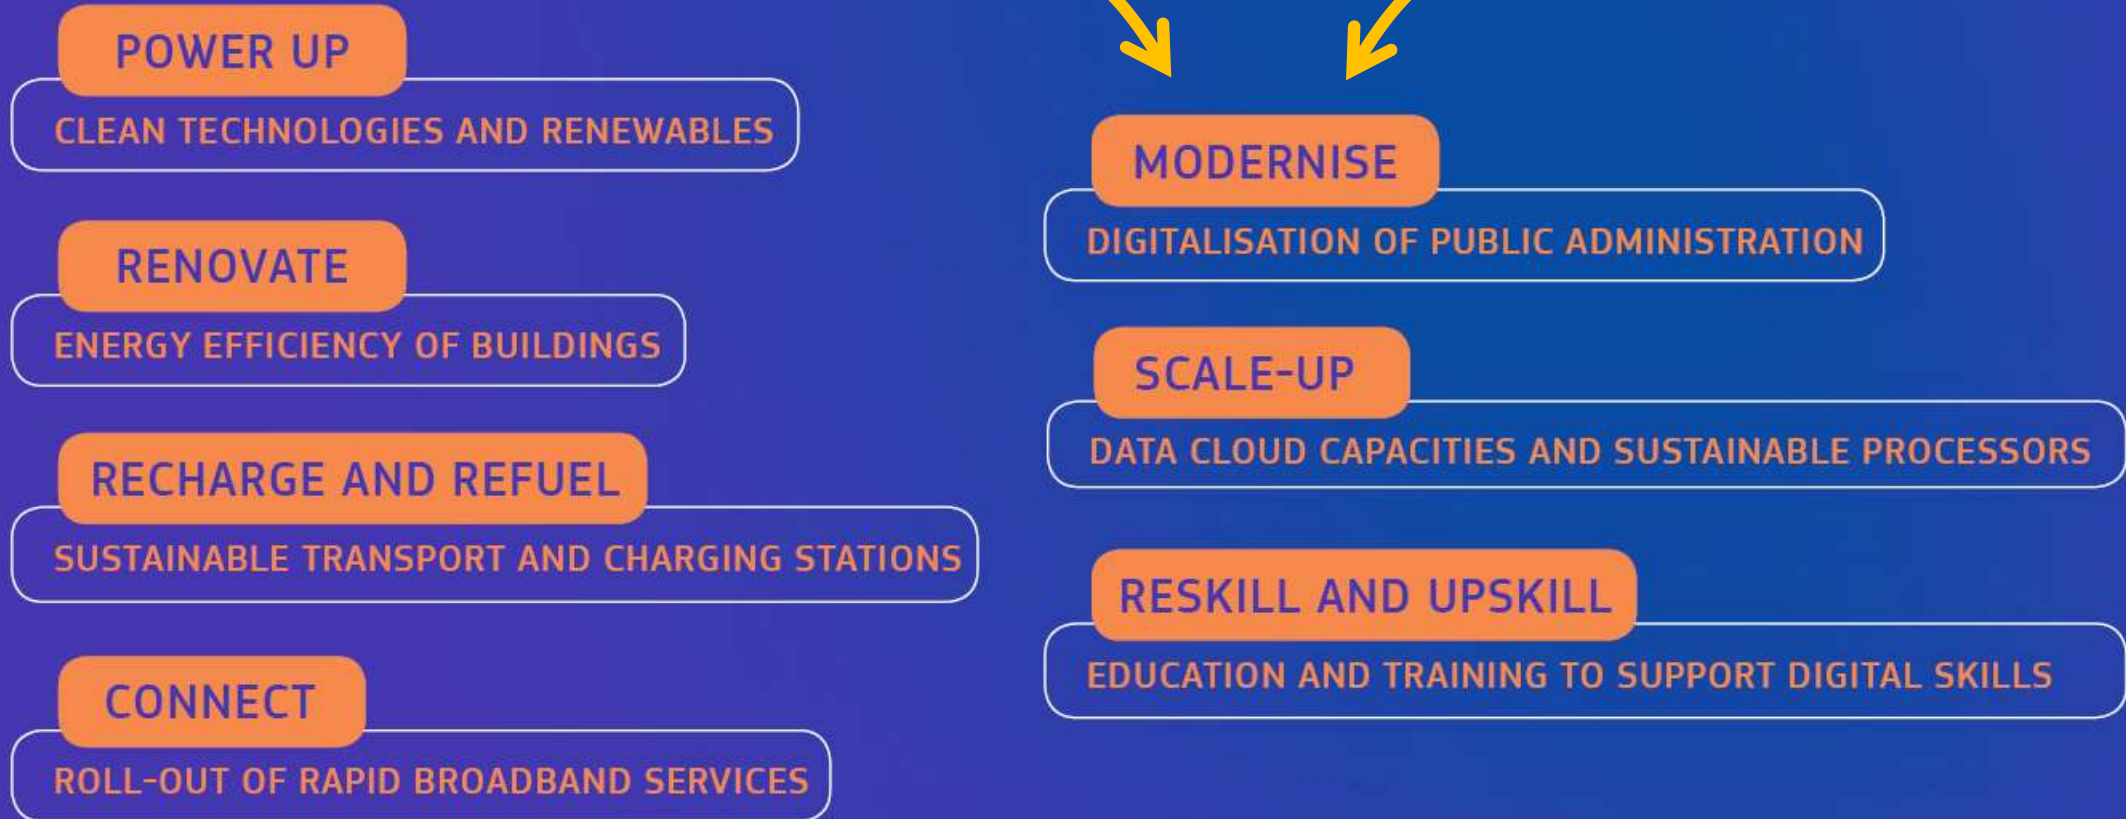 POWER UP
CLEAN TECHNOLOGIES AND RENEWABLES
RENOVATE
ENERGY EFFICIENCY OF BUILDINGS
RECHARGE AND REFUEL
SUSTAINABLE TRANSPORT AND CHARGING STATIONS
CONNECT
ROLL-OUT OF RAPID BROADBAND SERVICES
MODERNISE
DIGITALISATION OF PUBLIC ADMINISTRATION
SCALE-UP
DATA CLOUD CAPACITIES AND SUSTAINABLE PROCESSORS
RESKILL AND UPSKILL
EDUCATION AND TRAINING TO SUPPORT DIGITAL SKILLS